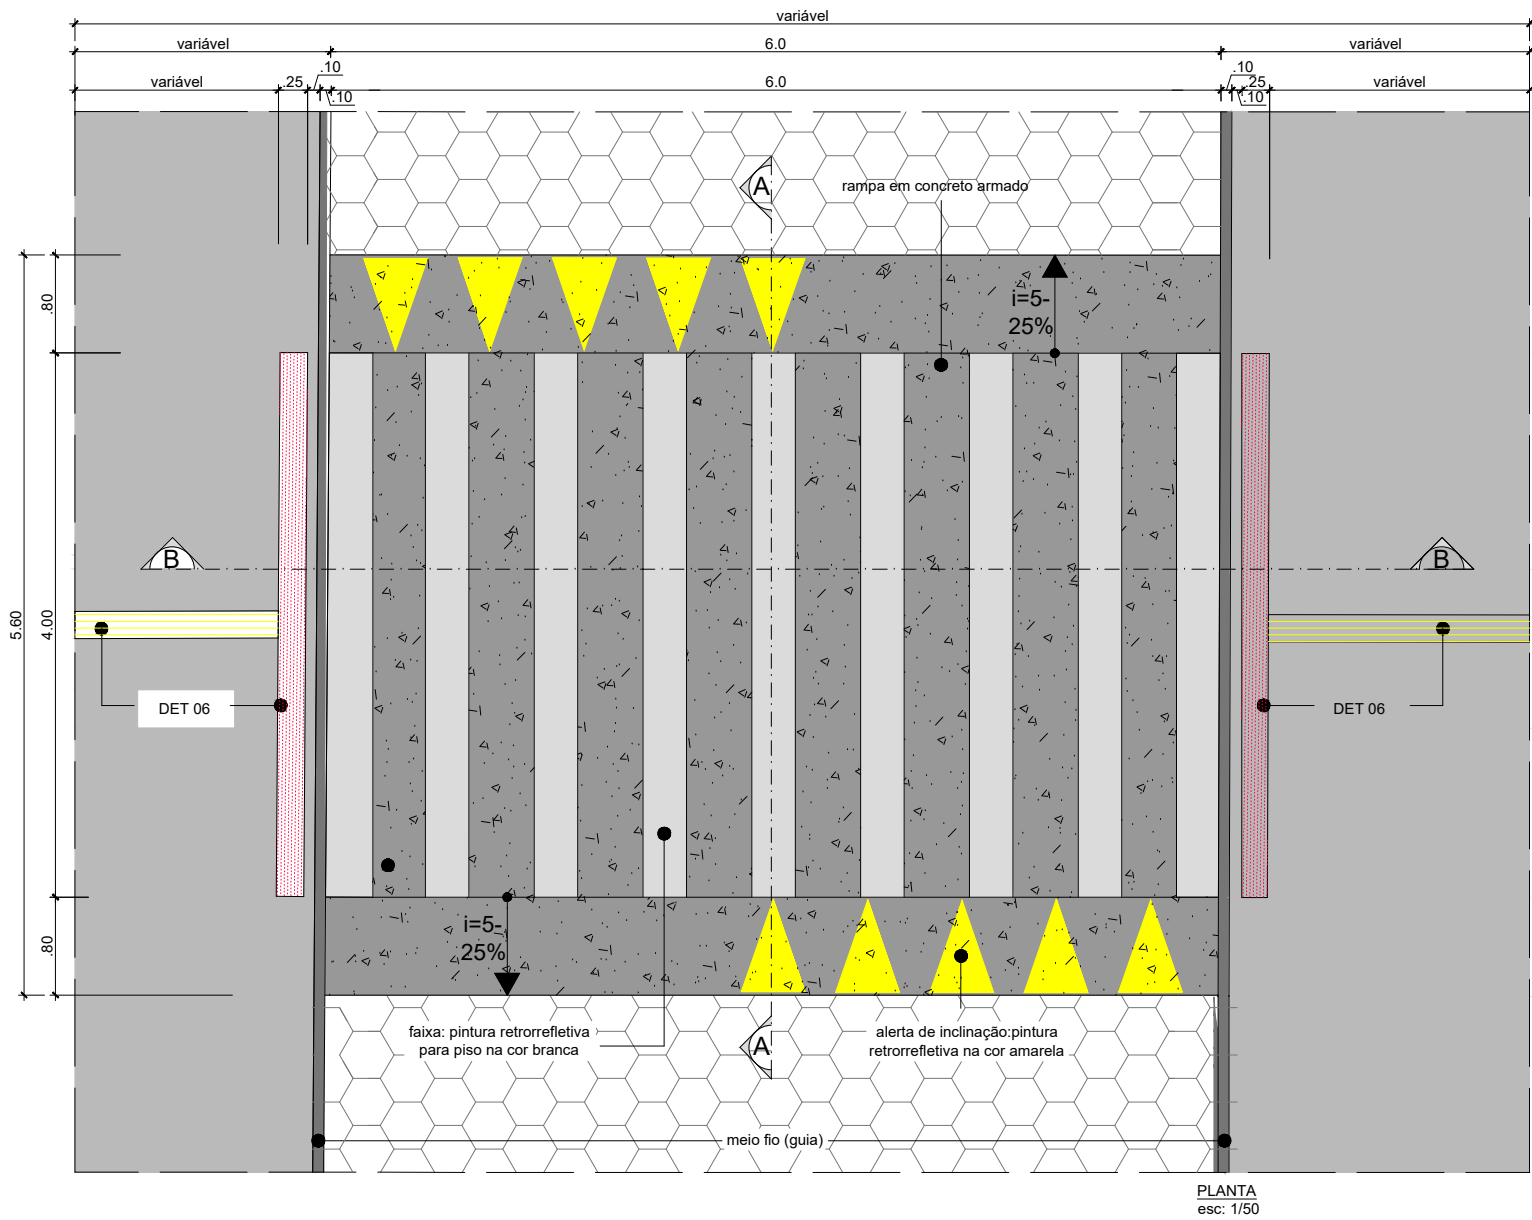 variável
variável
6.0
variável
variável
.25
.10
.10
6.0
.10
.25
.10
variável
A
rampa em concreto armado
i=5-
25%
.80
B
B
5.60
4.00
DET 06
DET 06
.80
i=5-
25%
faixa: pintura retrorrefletiva
para piso na cor branca
A
alerta de inclinação:pintura
retrorrefletiva na cor amarela
meio fio (guia)
PLANTA
esc: 1/50